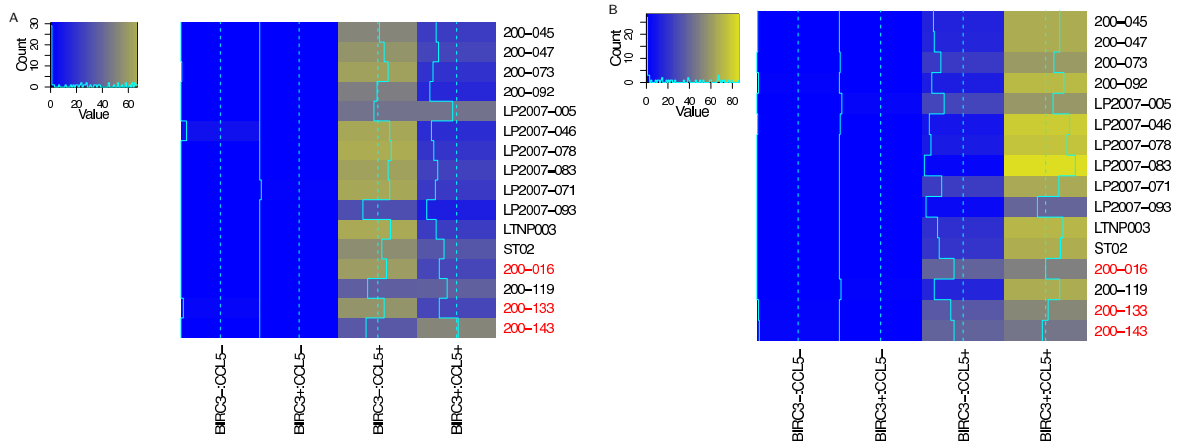 A
Count
0 10 20 30
0 20 40 60
Value
200−045
200−047
200−073
200−092
LP2007−005
LP2007−046
LP2007−078
LP2007−083
LP2007−071
LP2007−093
LTNP003
ST02
200−016
200−119
200−133
200−143
BIRC3−:CCL5−
BIRC3+:CCL5−
BIRC3−:CCL5+
BIRC3+:CCL5+
B
Count
0 10 20
0 20 40 60 80
Value
200−045
200−047
200−073
200−092
LP2007−005
LP2007−046
LP2007−078
LP2007−083
LP2007−071
LP2007−093
LTNP003
ST02
200−016
200−119
200−133
200−143
BIRC3−:CCL5−
BIRC3+:CCL5−
BIRC3−:CCL5+
BIRC3+:CCL5+